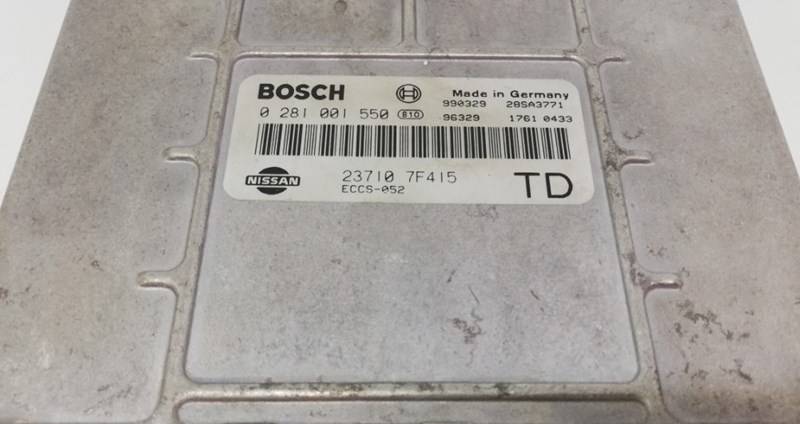 BOSCH Made in Germany
990329 28SA3771
0 281 001 550 B10 96329 1761 0433
NISSAN 23710 7F415 TD
ECCS-052